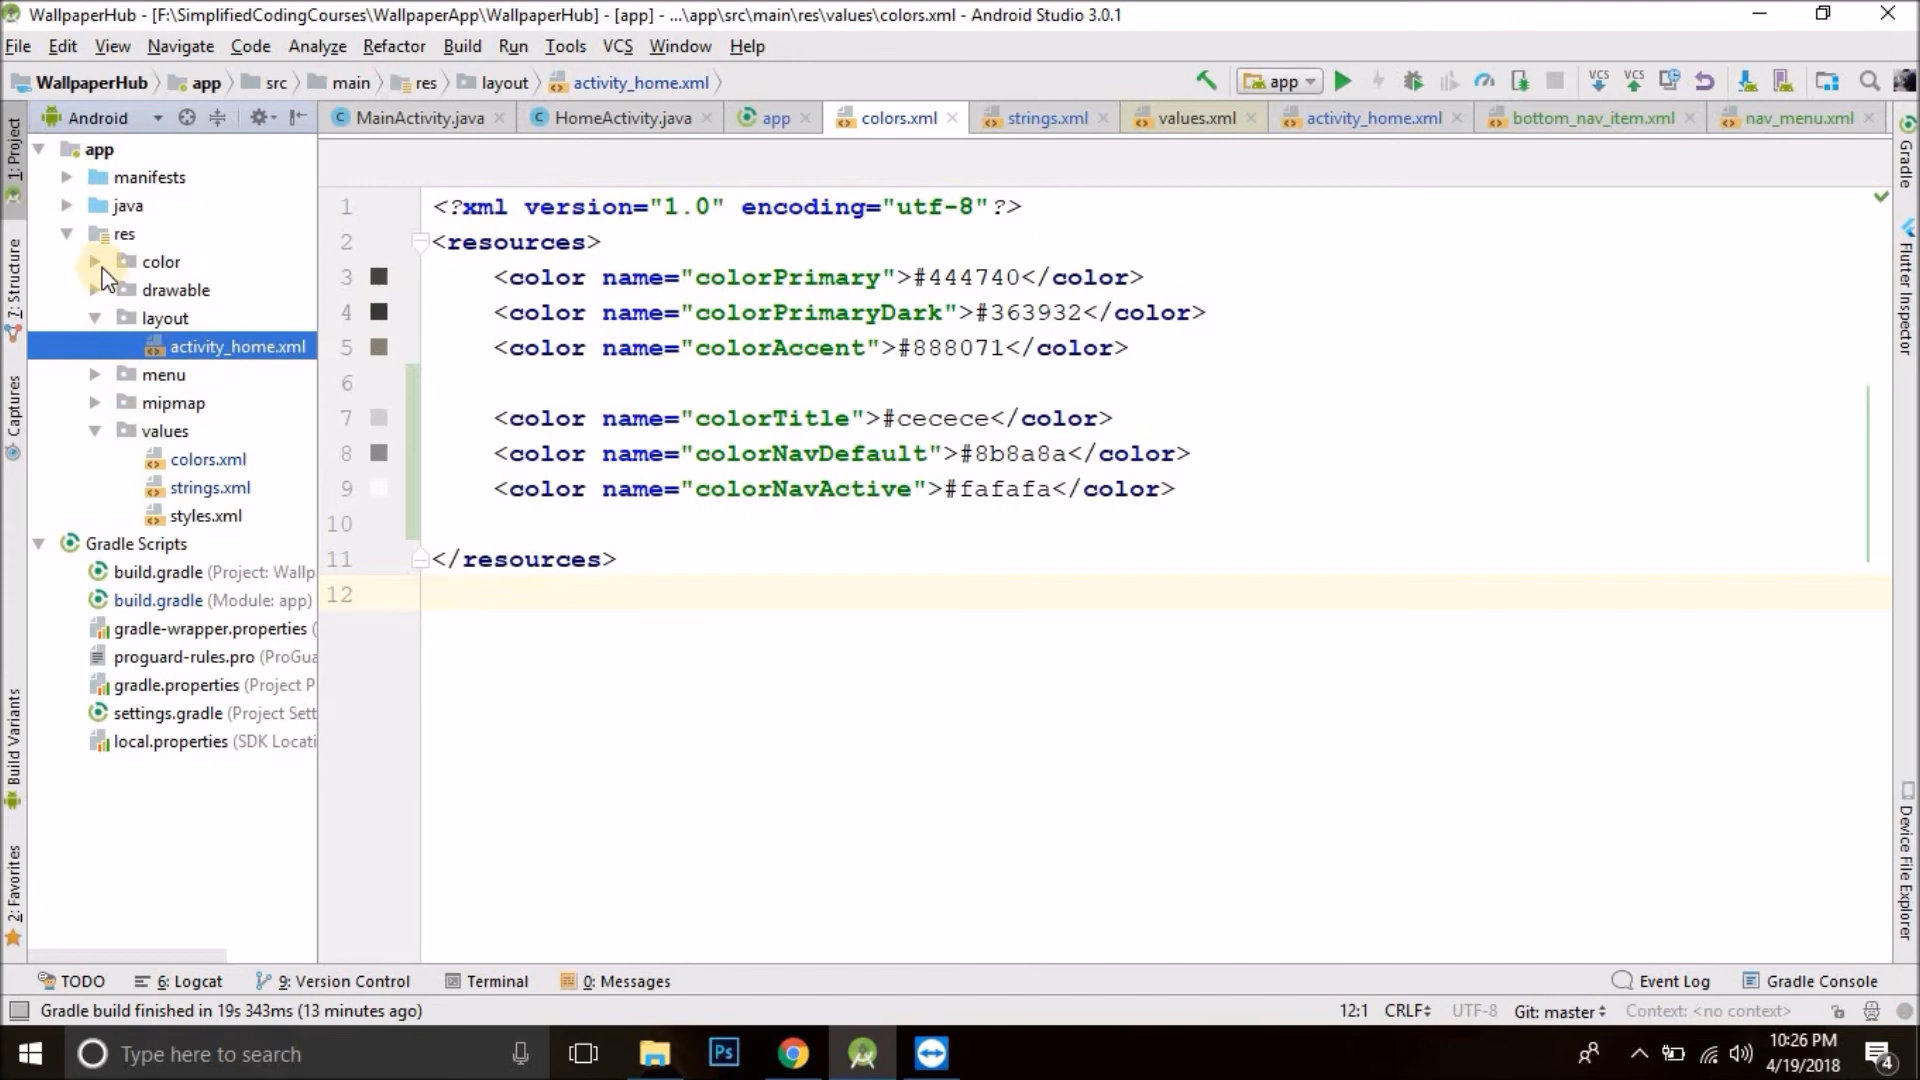 WallpaperHub - [F:\SimplifiedCodingCourses\WallpaperApp\WallpaperHub] - [app] - ...\app\src\main\res\values\colors.xml - Android Studio 3.0.1
File Edit View Navigate Code Analyze Refactor Build Run Tools VCS Window Help
WallpaperHub app src main res layout activity_home.xml app VCS VCS
Android MainActivity.java HomeActivity.java app colors.xml strings.xml values.xml activity_home.xml bottom_nav_item.xml nav_menu.xml
1: Project
7: Structure
Captures
Build Variants
2: Favorites
app
manifests
java
res
color
drawable
layout
activity_home.xml
menu
mipmap
values
colors.xml
strings.xml
styles.xml
Gradle Scripts
build.gradle (Project: Wallp
build.gradle (Module: app)
gradle-wrapper.properties (
proguard-rules.pro (ProGua
gradle.properties (Project P
settings.gradle (Project Sett
local.properties (SDK Locati
1 <?xml version="1.0" encoding="utf-8"?>
2 <resources>
3 <color name="colorPrimary">#444740</color>
4 <color name="colorPrimaryDark">#363932</color>
5 <color name="colorAccent">#888071</color>
6
7 <color name="colorTitle">#cecece</color>
8 <color name="colorNavDefault">#8b8a8a</color>
9 <color name="colorNavActive">#fafafa</color>
10
11 </resources>
12
Gradle
Flutter Inspector
Device File Explorer
TODO 6: Logcat 9: Version Control Terminal 0: Messages Event Log Gradle Console
Gradle build finished in 19s 343ms (13 minutes ago) 12:1 CRLF UTF-8 Git: master Context: <no context>
Type here to search Ps 10:26 PM
4/19/2018 4